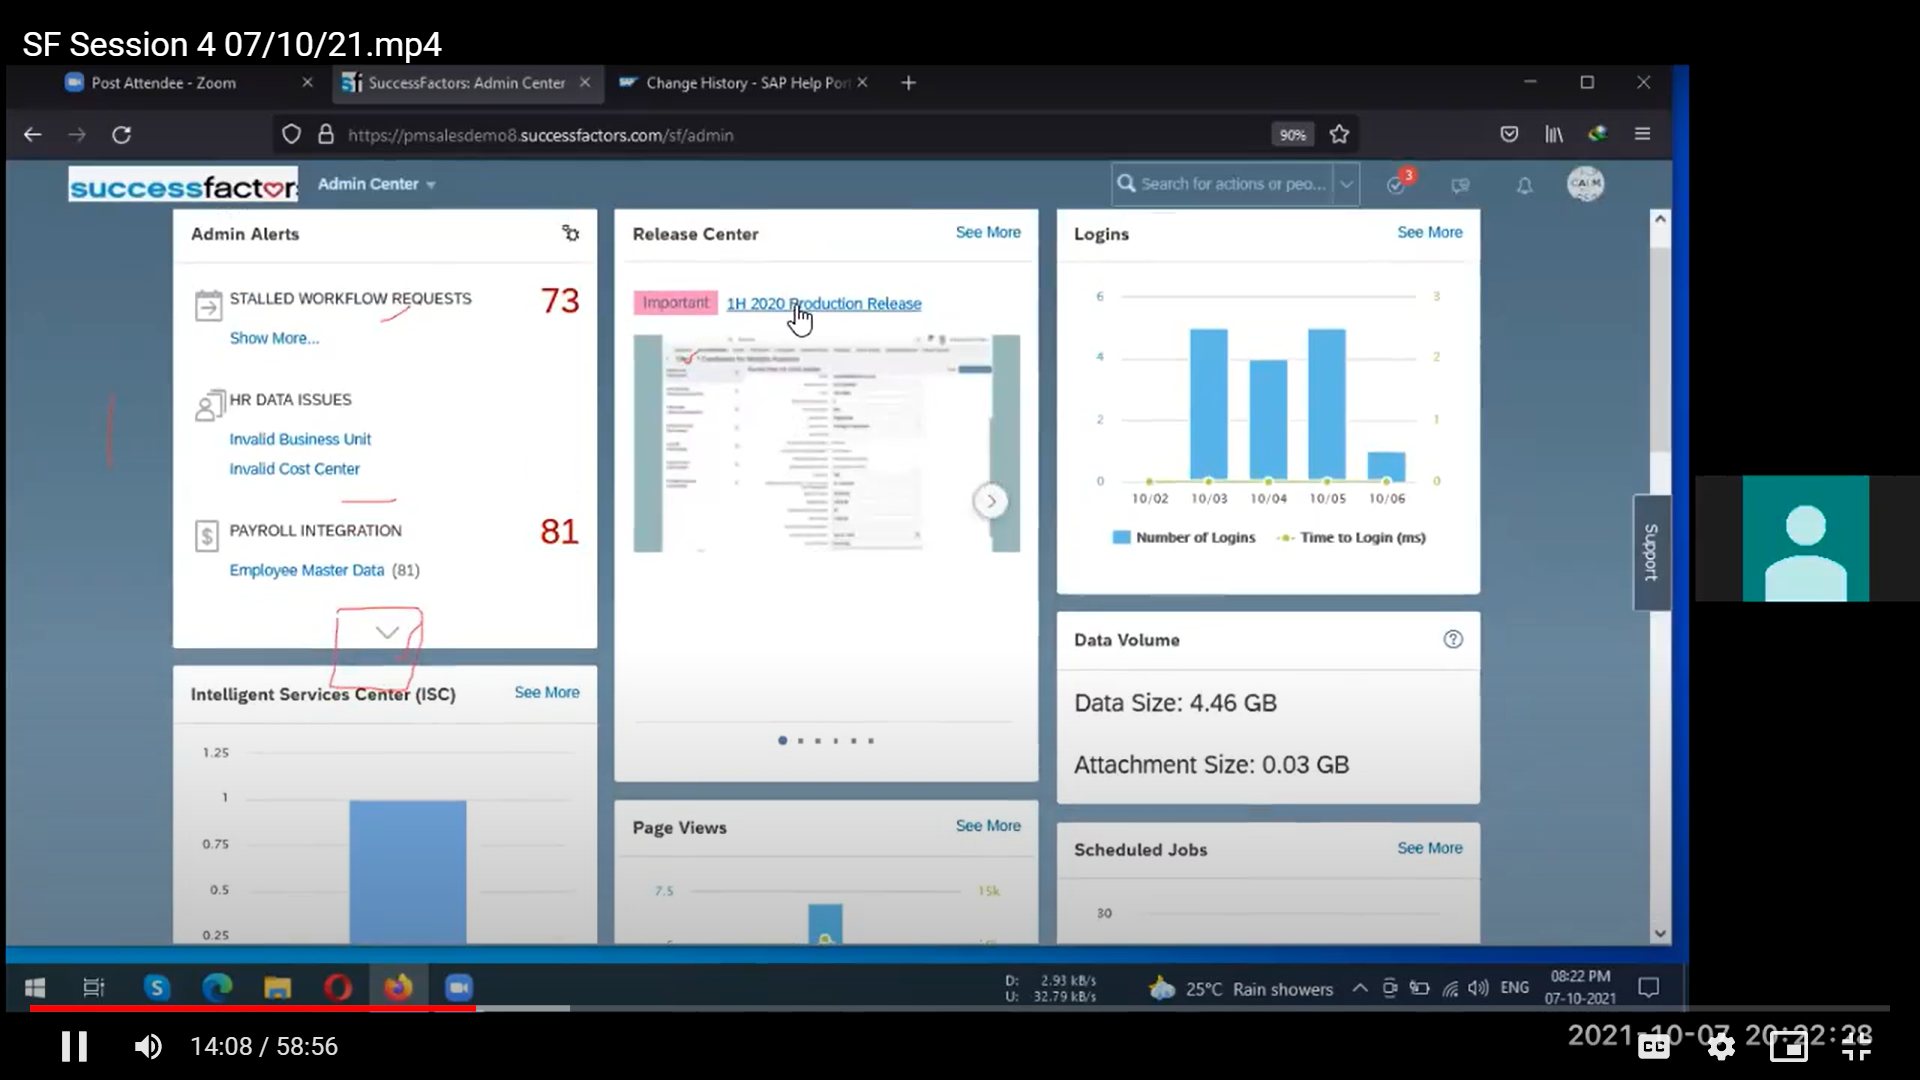 SF Session 4 07/10/21.mp4
Post Attendee - Zoom
SuccessFactors: Admin Center
Change History - SAP Help Por
https://pmsalesdemo8.successfactors.com/sf/admin
90%
successfactors
Admin Center
Search for actions or peo...
3
CALM
Admin Alerts
STALLED WORKFLOW REQUESTS
73
Show More...
HR DATA ISSUES
Invalid Business Unit
Invalid Cost Center
PAYROLL INTEGRATION
81
Employee Master Data (81)
Intelligent Services Center (ISC)
See More
1.25
1
0.75
0.5
0.25
Release Center
See More
Important
1H 2020 Production Release
Page Views
See More
7.5
15k
Logins
See More
6
3
4
2
2
1
0
0
10/02 10/03 10/04 10/05 10/06
Number of Logins
Time to Login (ms)
Data Volume
Data Size: 4.46 GB
Attachment Size: 0.03 GB
Scheduled Jobs
See More
30
Support
D: 2.93 kB/s
U: 32.79 kB/s
25°C Rain showers
ENG
08:22 PM
07-10-2021
14:08 / 58:56
2021-10-07 20:22:28
CC